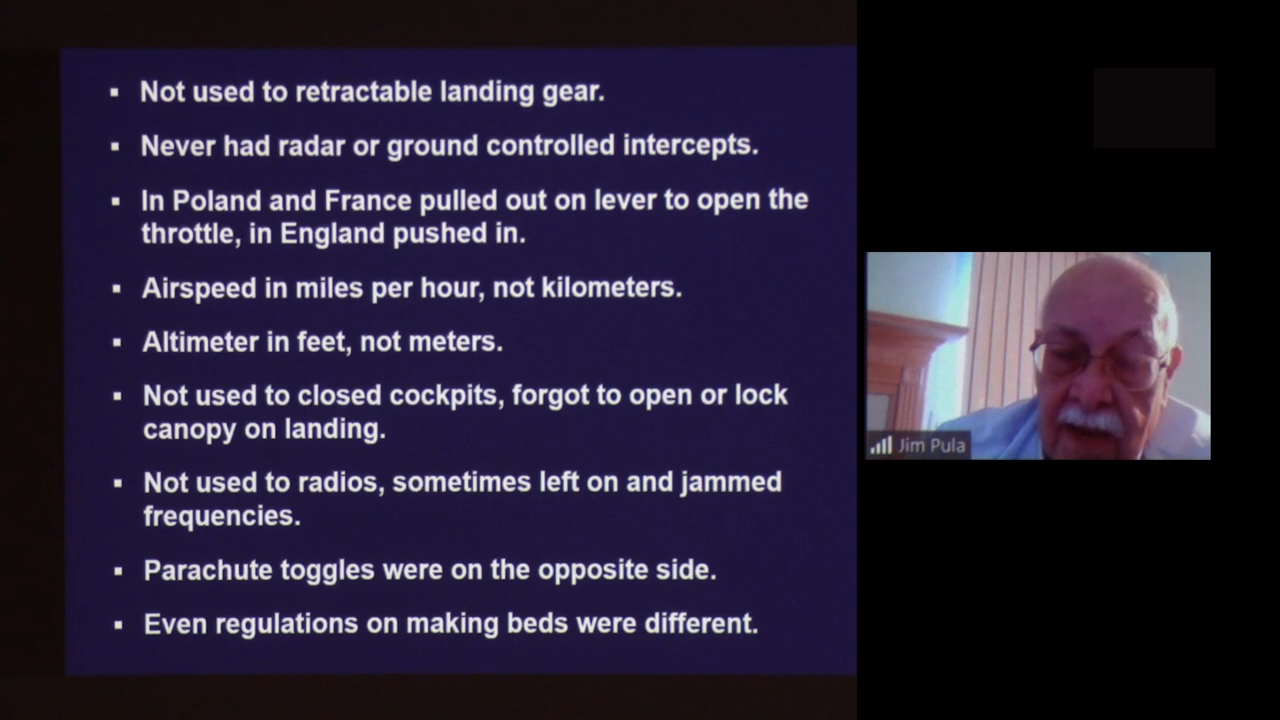 ▪ Not used to retractable landing gear.
▪ Never had radar or ground controlled intercepts.
▪ In Poland and France pulled out on lever to open the
throttle, in England pushed in.
▪ Airspeed in miles per hour, not kilometers.
▪ Altimeter in feet, not meters.
▪ Not used to closed cockpits, forgot to open or lock
canopy on landing.
▪ Not used to radios, sometimes left on and jammed
frequencies.
▪ Parachute toggles were on the opposite side.
▪ Even regulations on making beds were different.
Jim Pula